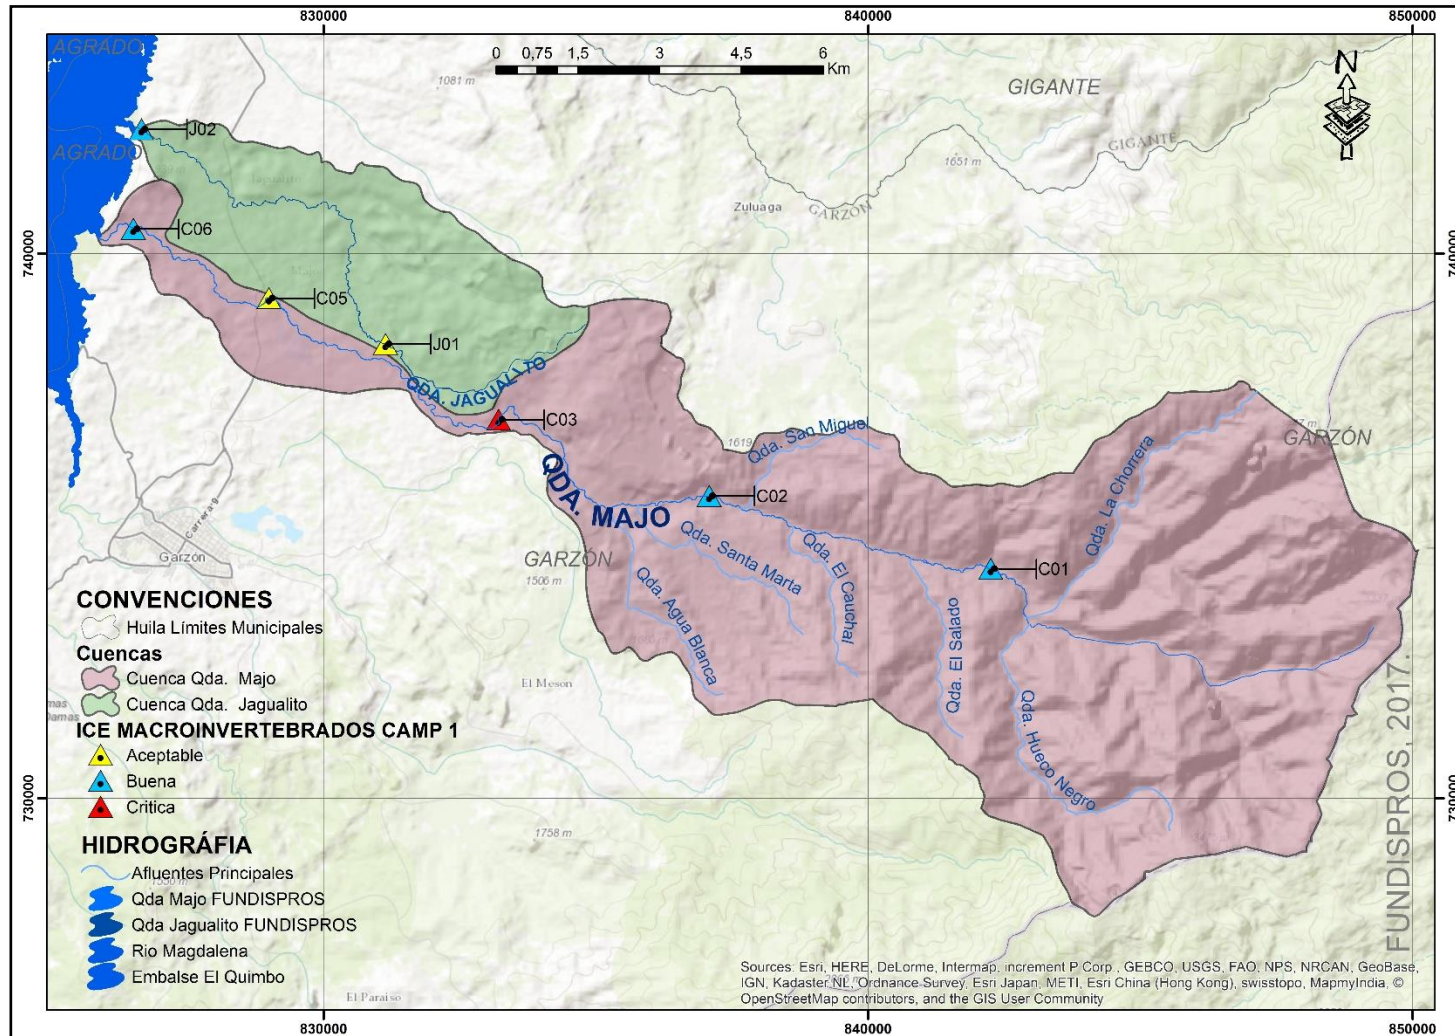 830000
840000
850000
AGRADO
0 0,75 1,5 3 4,5 6
Km
N
1081 m
GIGANTE
J02
AGRADO
GIGANTE
1651 m
Zuluaga
GARZÓN
C06
740000
740000
C05
J01
QDA. JAGUALITO
C03
Qda. San Miguel
1619
GARZÓN
Qda. La Chorrera
QDA. MAJO
C02
Carrera 9
Garzón
GARZÓN
1506 m
Qda. Santa Marta
Qda. El Cauchal
C01
Qda. Agua Blanca
Qda. El Salado
El Meson
Qda. Hueco Negro
CONVENCIONES
Huila Límites Municipales
Cuencas
Cuenca Qda. Majo
Cuenca Qda. Jagualito
ICE MACROINVERTEBRADOS CAMP 1
Aceptable
Buena
Critica
730000
730000
1758 m
HIDROGRÁFIA
Afluentes Principales
Qda Majo FUNDISPROS
Qda Jagualito FUNDISPROS
Rio Magdalena
Embalse El Quimbo
El Paraiso
FUNDISPROS, 2017.
Sources: Esri, HERE, DeLorme, Intermap, increment P Corp., GEBCO, USGS, FAO, NPS, NRCAN, GeoBase,
IGN, Kadaster NL, Ordnance Survey, Esri Japan, METI, Esri China (Hong Kong), swisstopo, MapmyIndia, ©
OpenStreetMap contributors, and the GIS User Community
830000
840000
850000